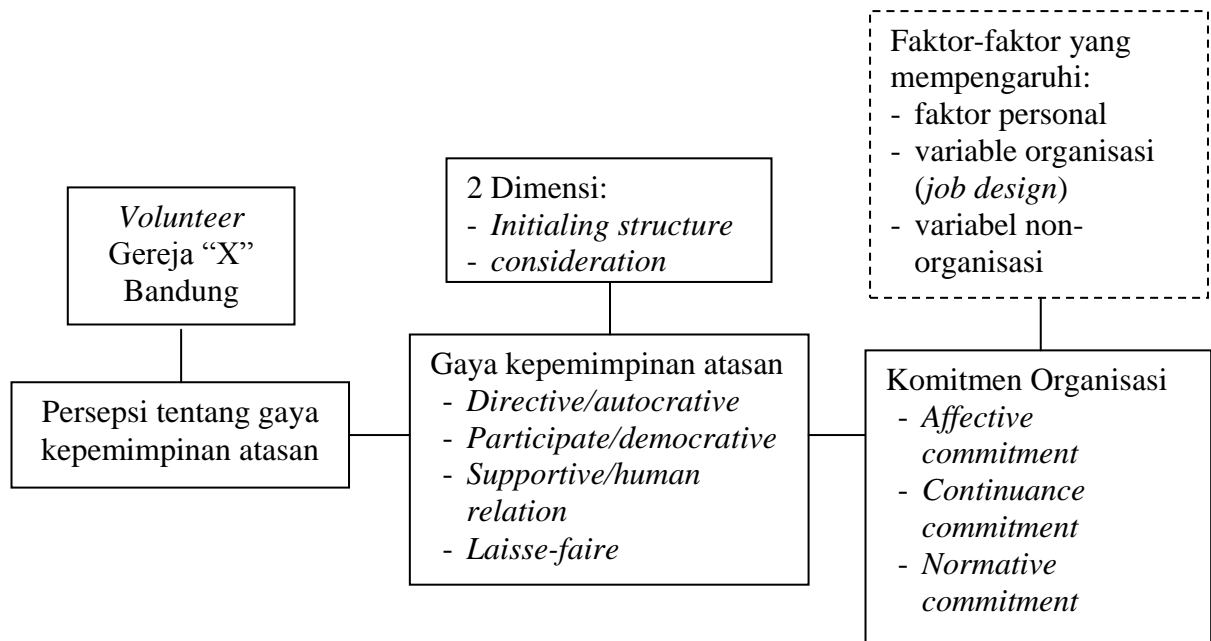 Volunteer
Gereja “X”
Bandung
Persepsi tentang gaya
kepemimpinan atasan
2 Dimensi:
- Initialing structure
- consideration
Gaya kepemimpinan atasan
- Directive/autocrative
- Participate/democrative
- Supportive/human
relation
- Laisse-faire
Faktor-faktor yang
mempengaruhi:
- faktor personal
- variable organisasi
(job design)
- variabel non-
organisasi
Komitmen Organisasi
- Affective
commitment
- Continuance
commitment
- Normative
commitment